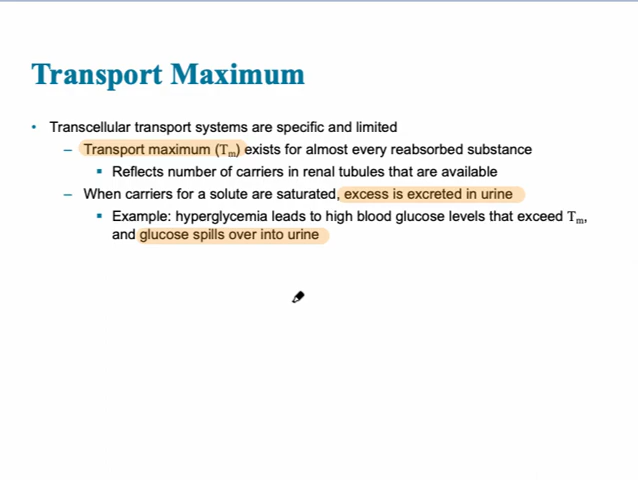 Transport Maximum
• Transcellular transport systems are specific and limited
– Transport maximum (Tm) exists for almost every reabsorbed substance
▪ Reflects number of carriers in renal tubules that are available
– When carriers for a solute are saturated, excess is excreted in urine
▪ Example: hyperglycemia leads to high blood glucose levels that exceed Tm,
and glucose spills over into urine